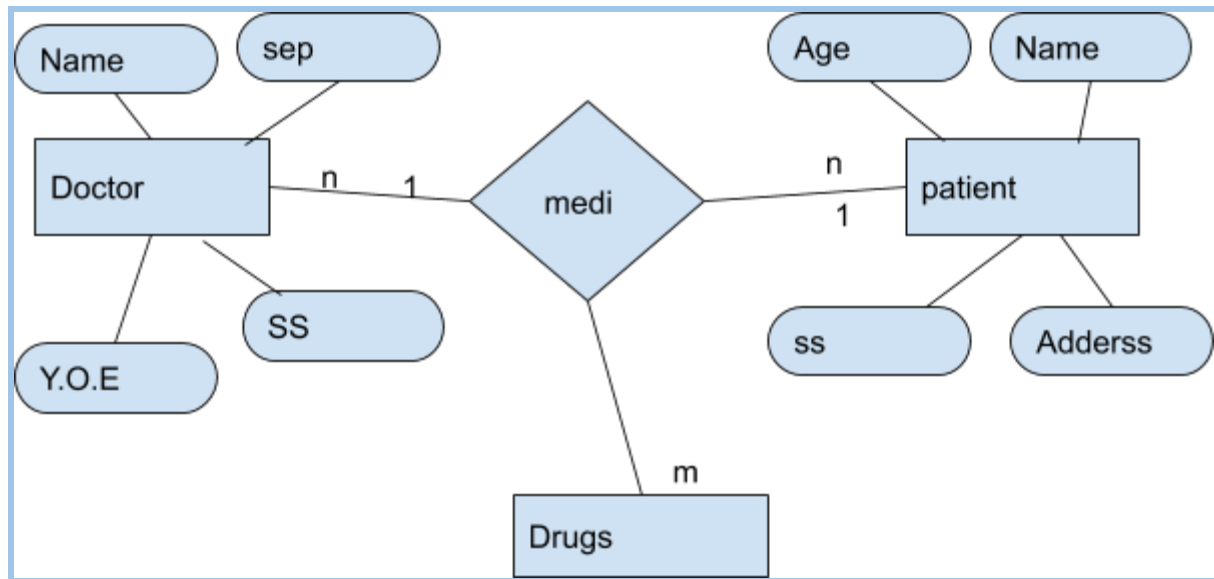 Name
sep
Age
Name
Doctor
n
1
medi
n
1
patient
SS
Y.O.E
ss
Adderss
m
Drugs